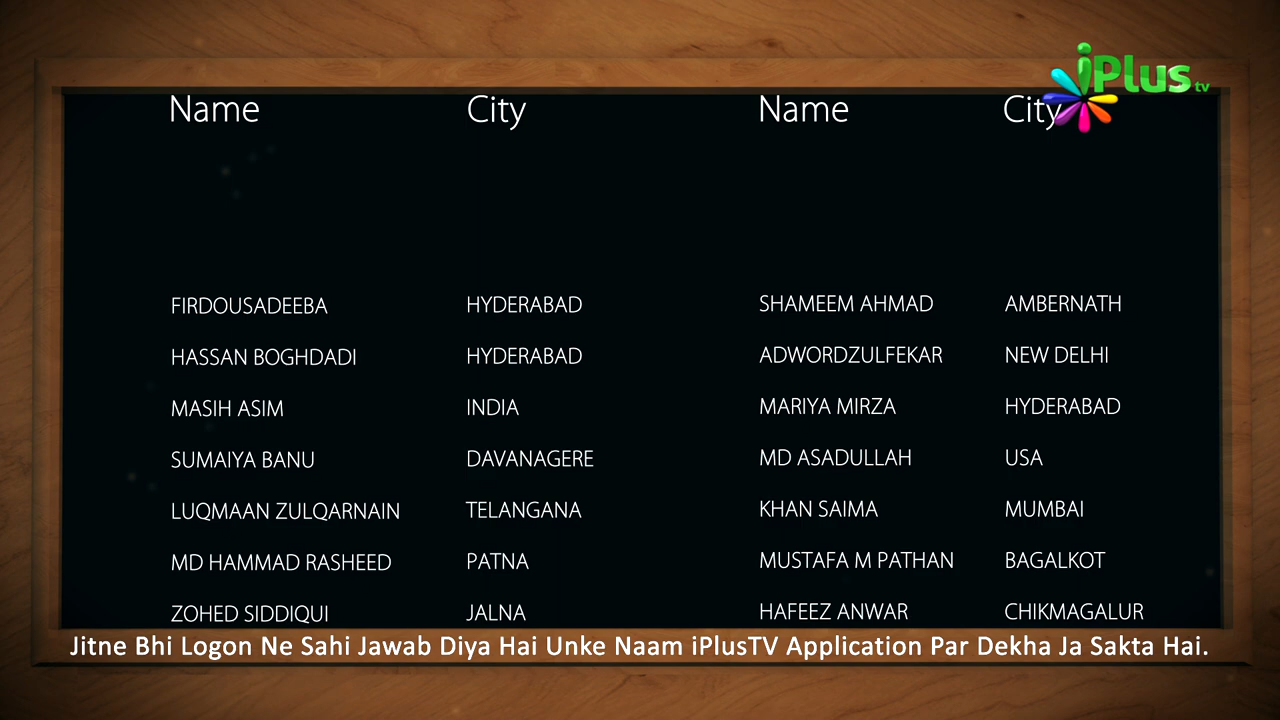 iPlus tv
Name City Name City
FIRDOUSADEEBA HYDERABAD SHAMEEM AHMAD AMBERNATH
HASSAN BOGHDADI HYDERABAD ADWORDZULFEKAR NEW DELHI
MASIH ASIM INDIA MARIYA MIRZA HYDERABAD
SUMAIYA BANU DAVANAGERE MD ASADULLAH USA
LUQMAAN ZULQARNAIN TELANGANA KHAN SAIMA MUMBAI
MD HAMMAD RASHEED PATNA MUSTAFA M PATHAN BAGALKOT
ZOHED SIDDIQUI JALNA HAFEEZ ANWAR CHIKMAGALUR
Jitne Bhi Logon Ne Sahi Jawab Diya Hai Unke Naam iPlusTV Application Par Dekha Ja Sakta Hai.